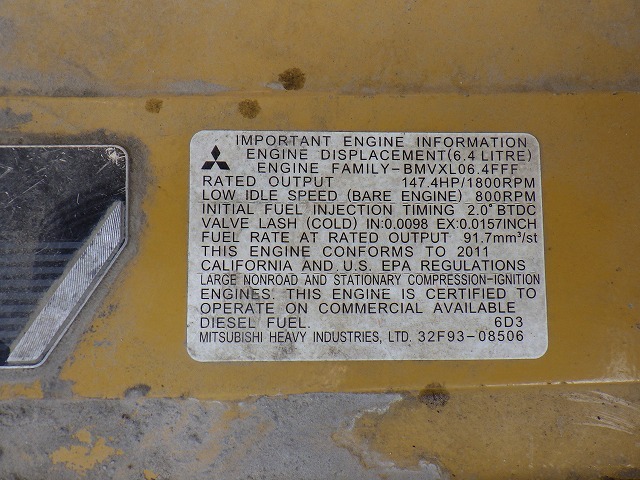 IMPORTANT ENGINE INFORMATION
ENGINE DISPLACEMENT(6.4 LITRE)
ENGINE FAMILY-BMVXL06.4FFF
RATED OUTPUT 147.4HP/1800RPM
LOW IDLE SPEED (BARE ENGINE) 800RPM
INITIAL FUEL INJECTION TIMING 2.0° BTDC
VALVE LASH (COLD) IN:0.0098 EX:0.0157INCH
FUEL RATE AT RATED OUTPUT 91.7mm³/st
THIS ENGINE CONFORMS TO 2011
CALIFORNIA AND U.S. EPA REGULATIONS
LARGE NONROAD AND STATIONARY COMPRESSION-IGNITION
ENGINES. THIS ENGINE IS CERTIFIED TO
OPERATE ON COMMERCIAL AVAILABLE
DIESEL FUEL. 6D3
MITSUBISHI HEAVY INDUSTRIES, LTD. 32F93-08506